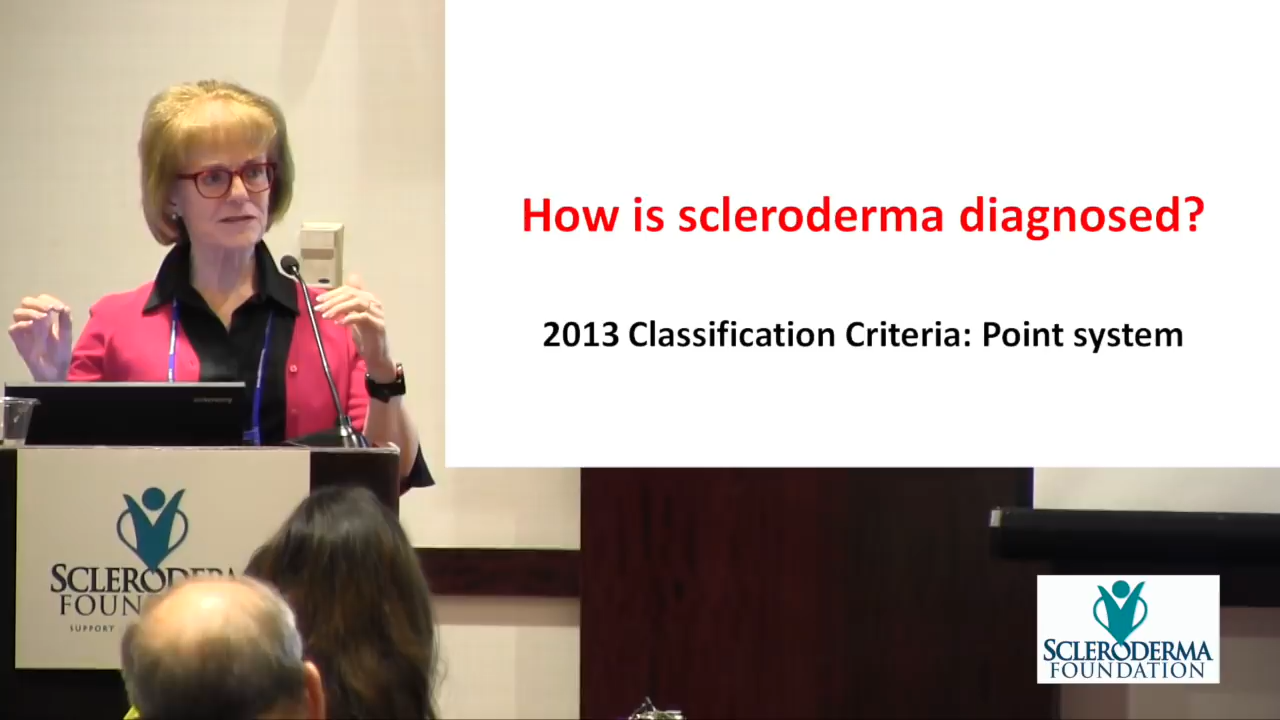 How is scleroderma diagnosed?
2013 Classification Criteria: Point system
SCLERODERMA
FOUN
SUPPORT
SCLERODERMA
FOUNDATION